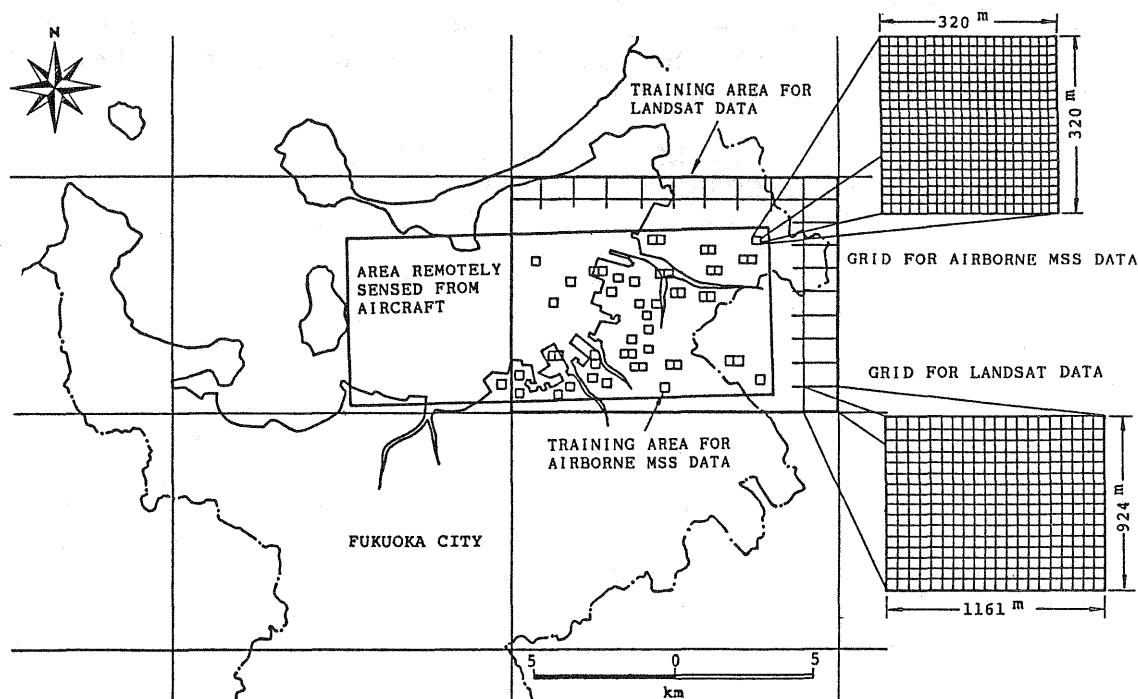 N
320 m
320 m
TRAINING AREA FOR
LANDSAT DATA
AREA REMOTELY
SENSED FROM
AIRCRAFT
GRID FOR AIRBORNE MSS DATA
GRID FOR LANDSAT DATA
TRAINING AREA FOR
AIRBORNE MSS DATA
924 m
FUKUOKA CITY
1161 m
5 0 5
km